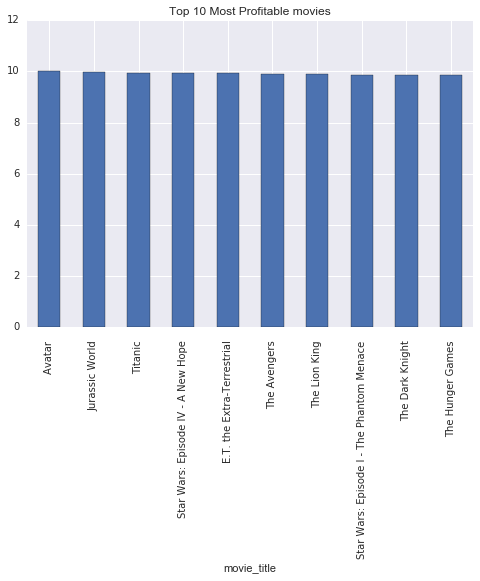 Top 10 Most Profitable movies
12
10
8
6
4
2
0
Avatar
Jurassic World
Titanic
Star Wars: Episode IV - A New Hope
E.T. the Extra-Terrestrial
The Avengers
The Lion King
Star Wars: Episode I - The Phantom Menace
The Dark Knight
The Hunger Games
movie_title